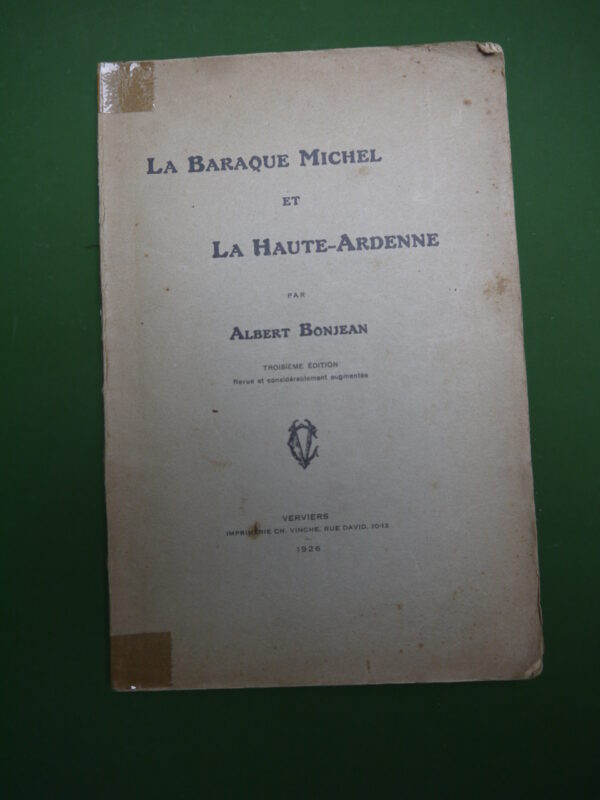 La Baraque Michel
ET
La Haute-Ardenne
PAR
Albert Bonjean
TROISIÈME ÉDITION
Revue et considérablement augmentée
VERVIERS
IMPRIMERIE CH. VINCHE, RUE DAVID, 10-12
1926